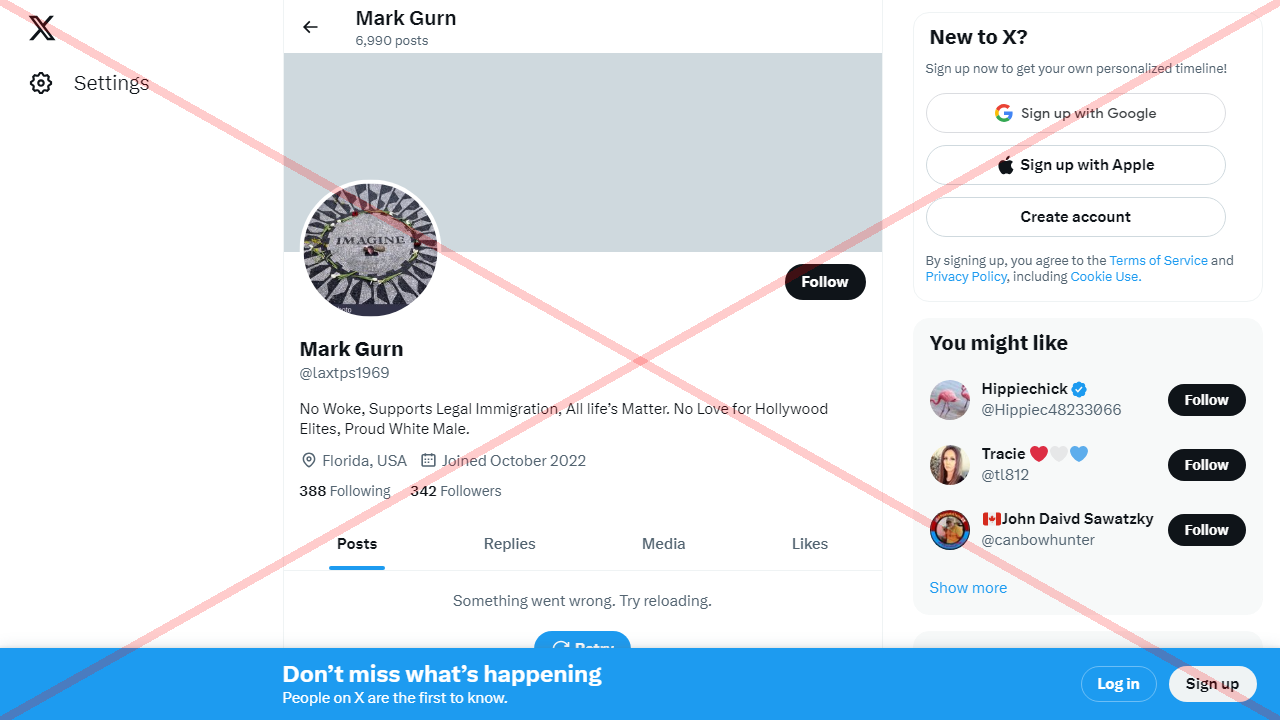 Settings
Mark Gurn
6,990 posts
IMAGINE
Follow
Mark Gurn
@laxtps1969
No Woke, Supports Legal Immigration, All life's Matter. No Love for Hollywood
Elites, Proud White Male.
Florida, USA Joined October 2022
388 Following 342 Followers
Posts Replies Media Likes
Something went wrong. Try reloading.
Retry
New to X?
Sign up now to get your own personalized timeline!
Sign up with Google
Sign up with Apple
Create account
By signing up, you agree to the Terms of Service and
Privacy Policy, including Cookie Use.
You might like
Hippiechick
@Hippiec48233066
Follow
Tracie
@tl812
Follow
John Daivd Sawatzky
@canbowhunter
Follow
Show more
Don't miss what's happening
People on X are the first to know.
Log in
Sign up